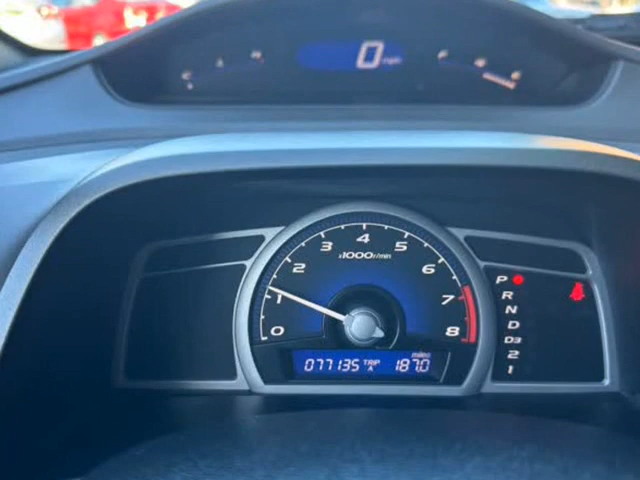 C H F E
0 mph
4
3 5
x1000r/min
2 6
1 7
0 8
miles
077135 TRIP A 187.0
P
R
N
D
D3
2
1